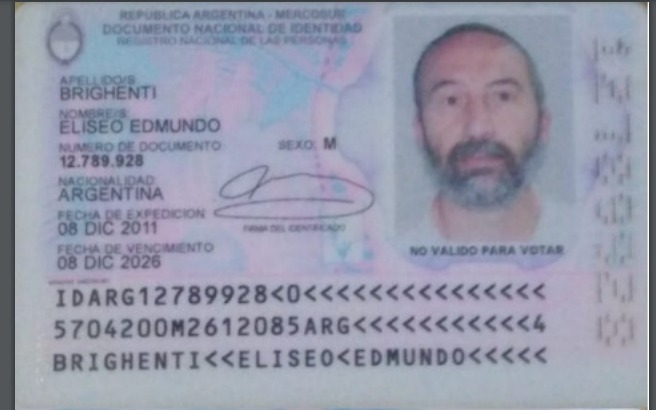 REPUBLICA ARGENTINA - MERCOSUR
DOCUMENTO NACIONAL DE IDENTIDAD
REGISTRO NACIONAL DE LAS PERSONAS
APELLIDO/S
BRIGHENTI
NOMBRE/S
ELISEO EDMUNDO
NUMERO DE DOCUMENTO
12.789.928
SEXO M
NACIONALIDAD
ARGENTINA
FECHA DE EXPEDICION
08 DIC 2011
FIRMA DEL IDENTIFICADO
FECHA DE VENCIMIENTO
08 DIC 2026
NO VALIDO PARA VOTAR
IDARG12789928<0<<<<<<<<<<<<<<<
5704200M2612085ARG<<<<<<<<<<<4
BRIGHENTI<<ELISEO<EDMUNDO<<<<<